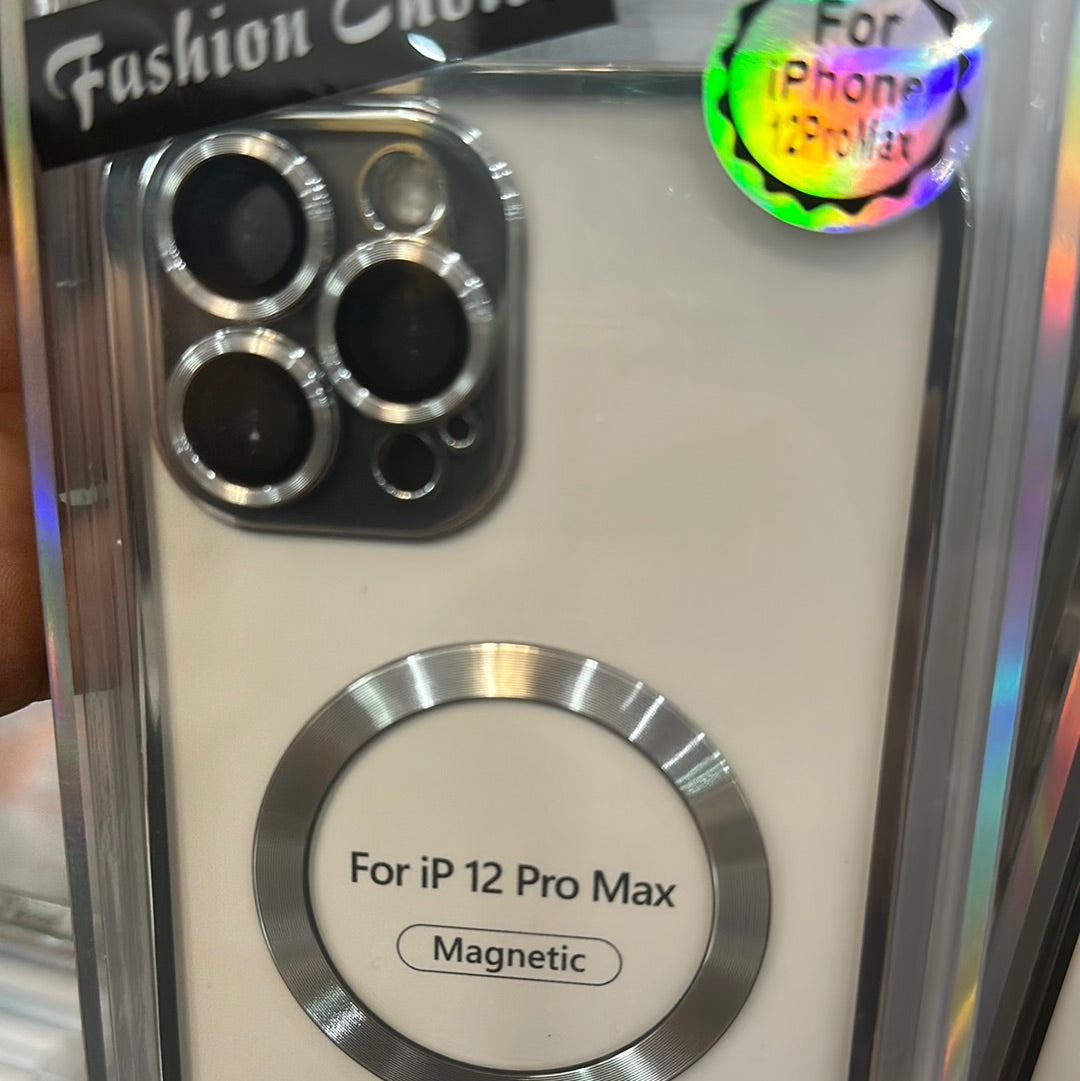 Fashion
For
iPhone
12ProMax
For iP 12 Pro Max
Magnetic